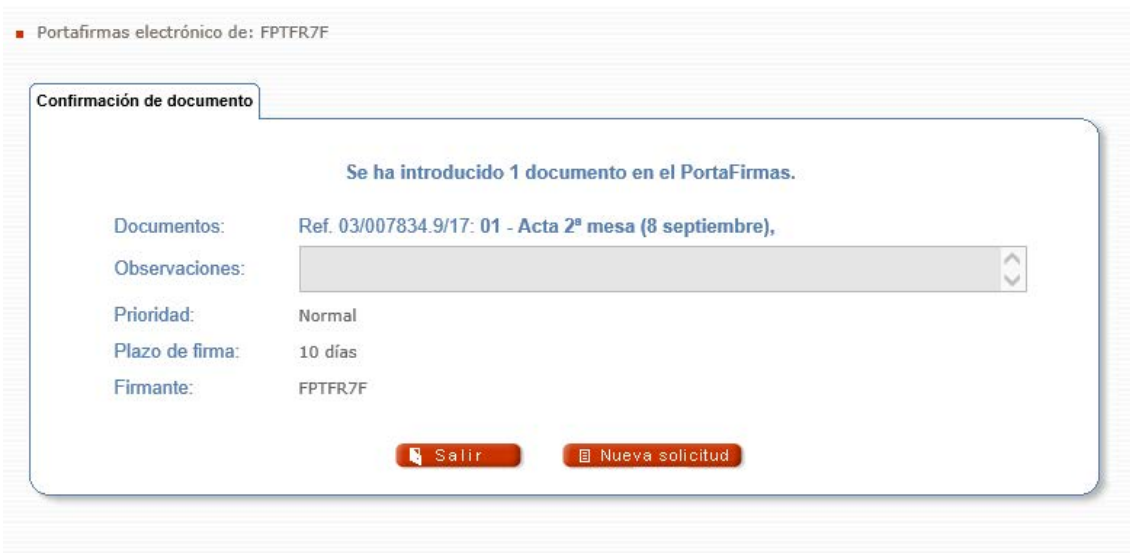 Portafirmas electrónico de: FPTFR7F
Confirmación de documento
Se ha introducido 1 documento en el PortaFirmas.
Documentos: Ref. 03/007834.9/17: 01 - Acta 2ª mesa (8 septiembre),
Observaciones:
Prioridad: Normal
Plazo de firma: 10 días
Firmante: FPTFR7F
Salir Nueva solicitud